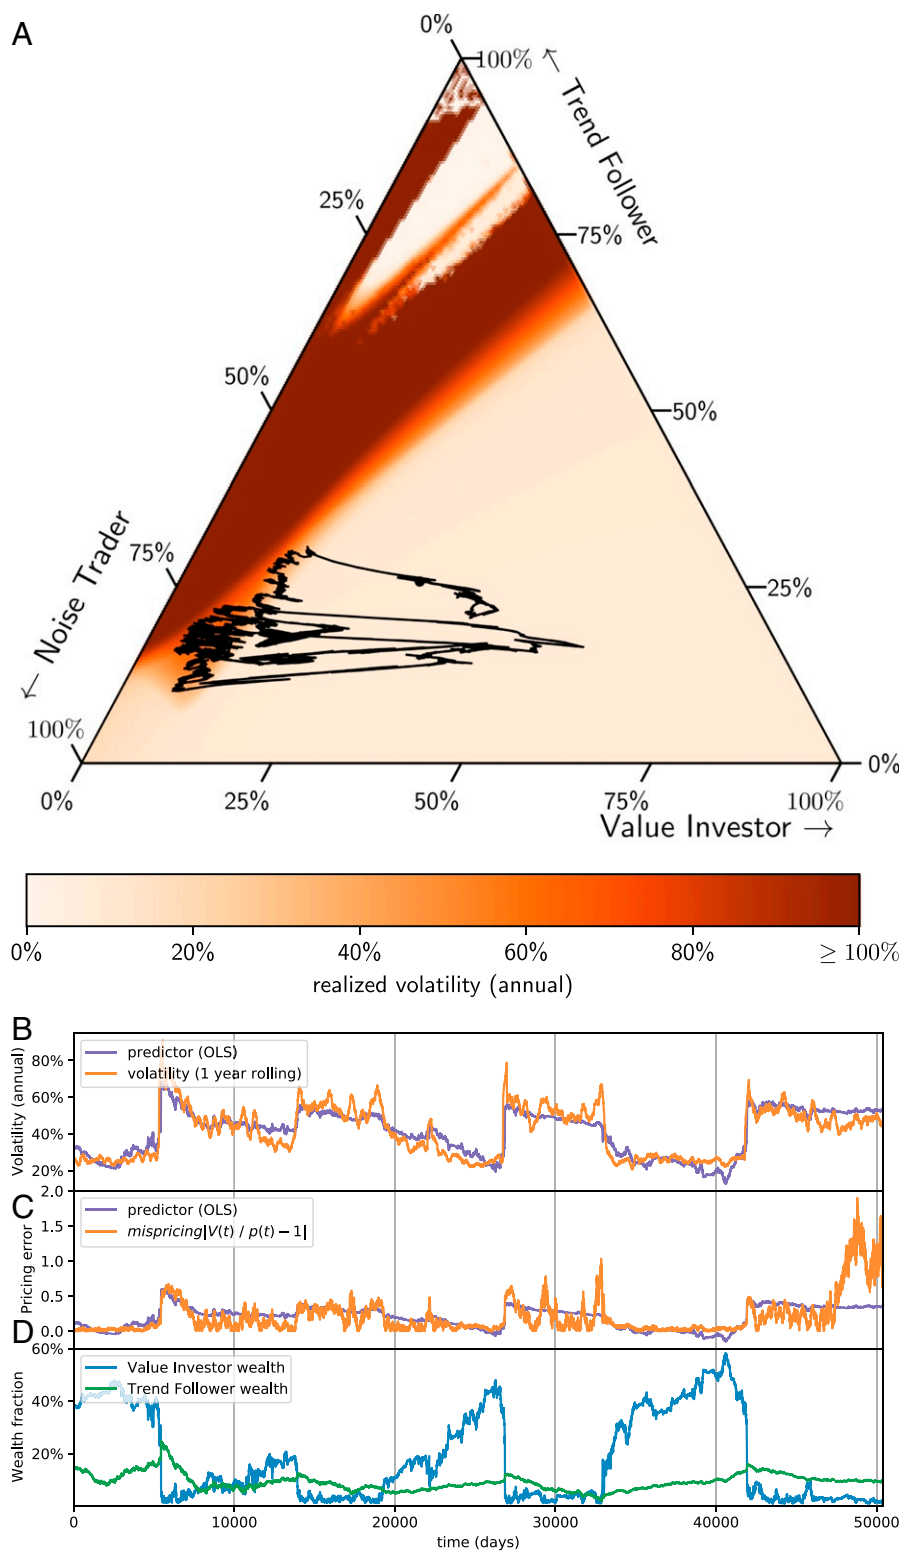 A
0%
100%
← Trend Follower
25%
75%
50%
50%
← Noise Trader
75%
25%
100%
0%
0%
25%
50%
75%
100%
Value Investor →
0%
20%
40%
60%
80%
≥ 100%
realized volatility (annual)
B
Volatility (annual)
80%
60%
40%
20%
predictor (OLS)
volatility (1 year rolling)
C
Pricing error
2.0
1.5
1.0
0.5
0.0
predictor (OLS)
mispricing|V(t) / p(t) − 1|
D
Wealth fraction
60%
40%
20%
Value Investor wealth
Trend Follower wealth
0
10000
20000
30000
40000
50000
time (days)